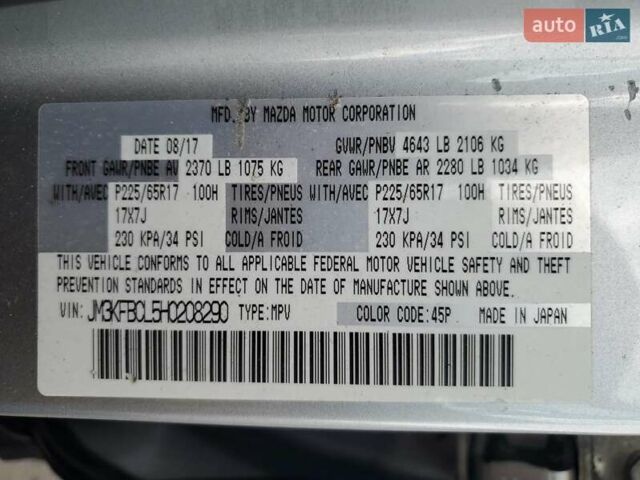 auto RIA.com
MFD. BY MAZDA MOTOR CORPORATION
DATE 08/17 GVWR/PNBV 4643 LB 2106 KG
FRONT GAWR/PNBE AV 2370 LB 1075 KG REAR GAWR/PNBE AR 2280 LB 1034 KG
WITH/AVEC P225/65R17 100H TIRES/PNEUS WITH/AVEC P225/65R17 100H TIRES/PNEUS
17X7J RIMS/JANTES 17X7J RIMS/JANTES
230 KPA/34 PSI COLD/A FROID 230 KPA/34 PSI COLD/A FROID
THIS VEHICLE CONFORMS TO ALL APPLICABLE FEDERAL MOTOR VEHICLE SAFETY AND THEFT
PREVENTION STANDARDS IN EFFECT ON THE DATE OF MANUFACTURE SHOWN ABOVE.
VIN: JM3KFBCL5H0208290 TYPE:MPV COLOR CODE:45P MADE IN JAPAN